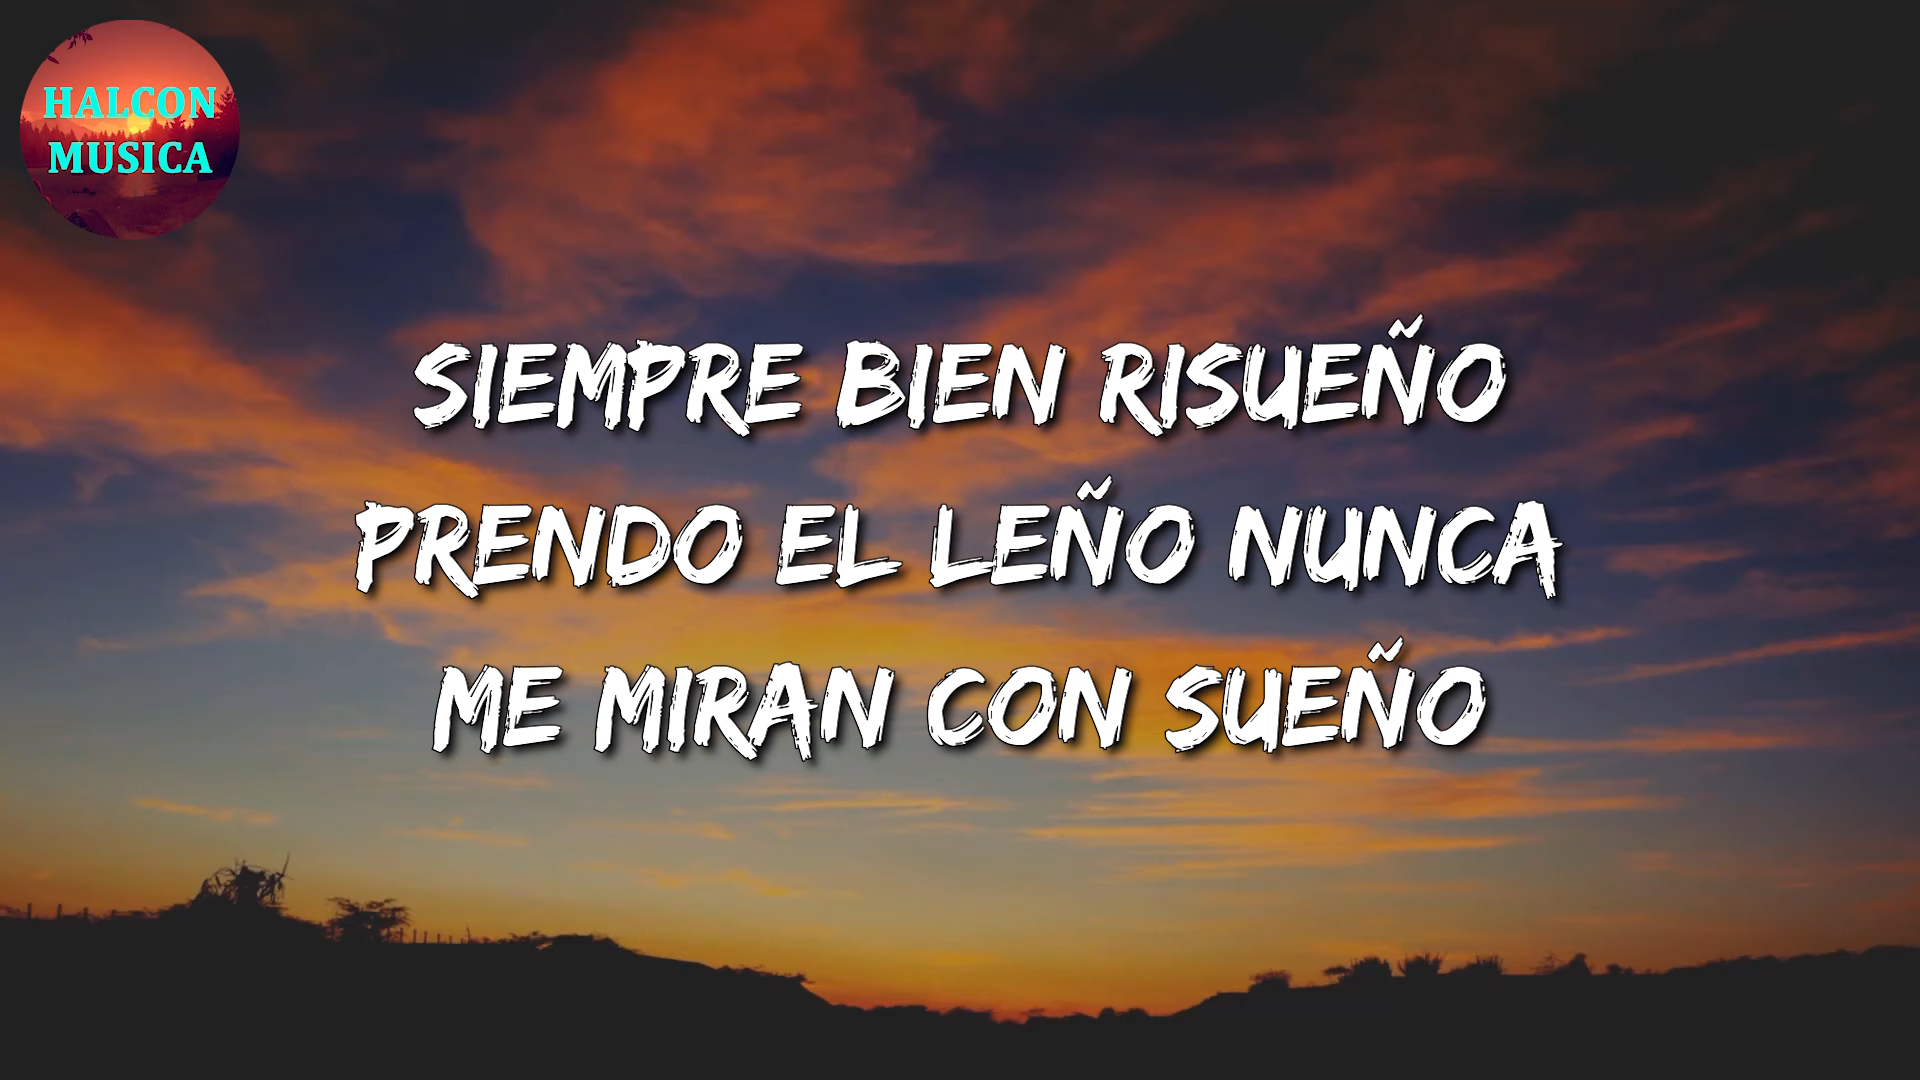 HALCON
MUSICA
SIEMPRE BIEN RISUEÑO
PRENDO EL LEÑO NUNCA
ME MIRAN CON SUEÑO